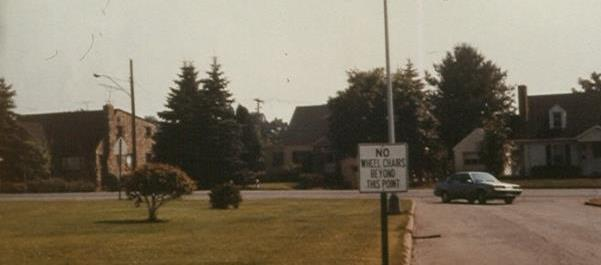 NO
WHEEL CHAIRS
BEYOND
THIS POINT